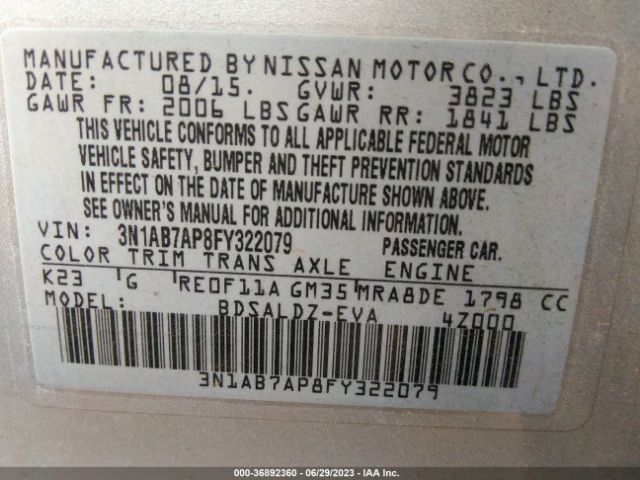 MANUFACTURED BY NISSAN MOTOR CO., LTD.
DATE: 08/15. GVWR: 3823 LBS
GAWR FR: 2006 LBS GAWR RR: 1841 LBS
THIS VEHICLE CONFORMS TO ALL APPLICABLE FEDERAL MOTOR
VEHICLE SAFETY, BUMPER AND THEFT PREVENTION STANDARDS
IN EFFECT ON THE DATE OF MANUFACTURE SHOWN ABOVE.
SEE OWNER'S MANUAL FOR ADDITIONAL INFORMATION.
VIN: 3N1AB7AP8FY322079 PASSENGER CAR.
COLOR TRIM TRANS AXLE ENGINE
K23 G RE0F11A GM35 MRA8DE 1798 CC
MODEL: BDSALDZ-EVA 4Z000
3N1AB7AP8FY322079
000-36892360 - 06/29/2023 - IAA Inc.